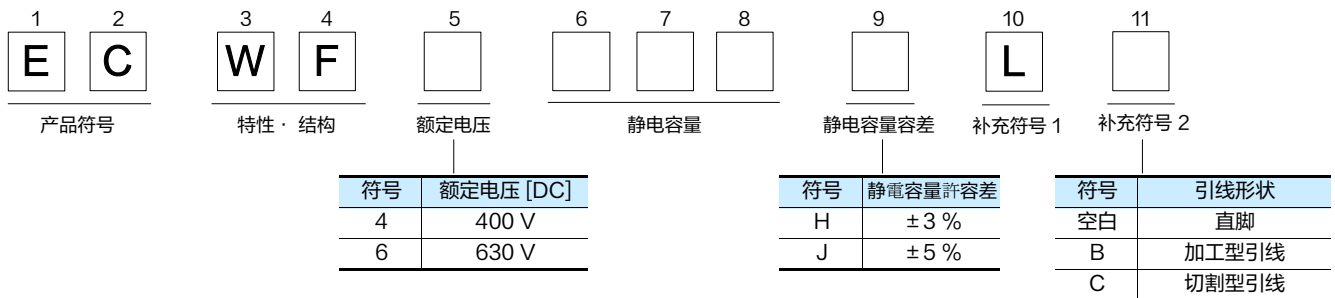 1 2 3 4 5 6 7 8 9 10 11
E C W F L
产品符号 特性· 结构 额定电压 静电容量 静电容量容差 补充符号 1 补充符号 2
符号 额定电压 [DC]
4 400 V
6 630 V
符号 静電容量許容差
H ±3 %
J ±5 %
符号 引线形状
空白 直脚
B 加工型引线
C 切割型引线